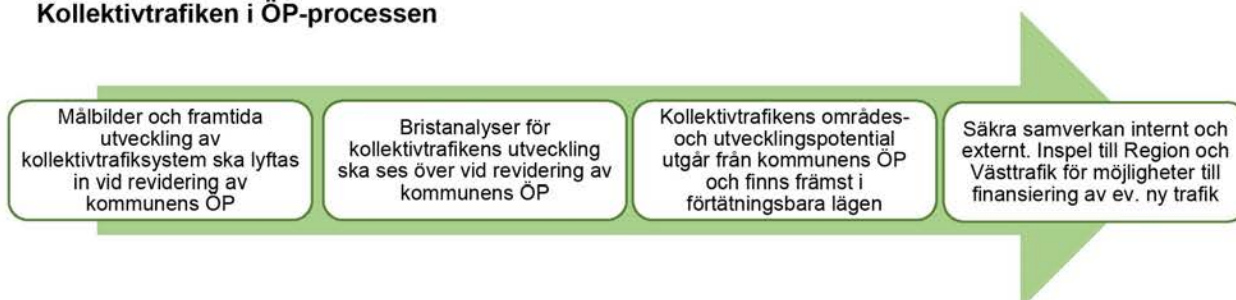 Kollektivtrafiken i ÖP-processen
Målbilder och framtida
utveckling av
kollektivtrafiksystem ska lyftas
in vid revidering av
kommunens ÖP
Bristanalyser för
kollektivtrafikens utveckling
ska ses över vid revidering av
kommunens ÖP
Kollektivtrafikens områdes-
och utvecklingspotential
utgår från kommunens ÖP
och finns främst i
förtätningsbara lägen
Säkra samverkan internt och
externt. Inspel till Region och
Västtrafik för möjligheter till
finansiering av ev. ny trafik